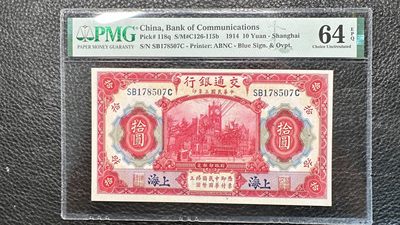 PMG
PAPER MONEY GUARANTY
China, Bank of Communications
Pick# 118q S/M#C126-115b 1914 10 Yuan - Shanghai
S/N SB178507C - Printer: ABNC - Blue Sign. & Ovpt.
64 EPQ
Choice Uncirculated
行銀通交
SB178507C
SB178507C
拾圓
拾圓
上海
海上